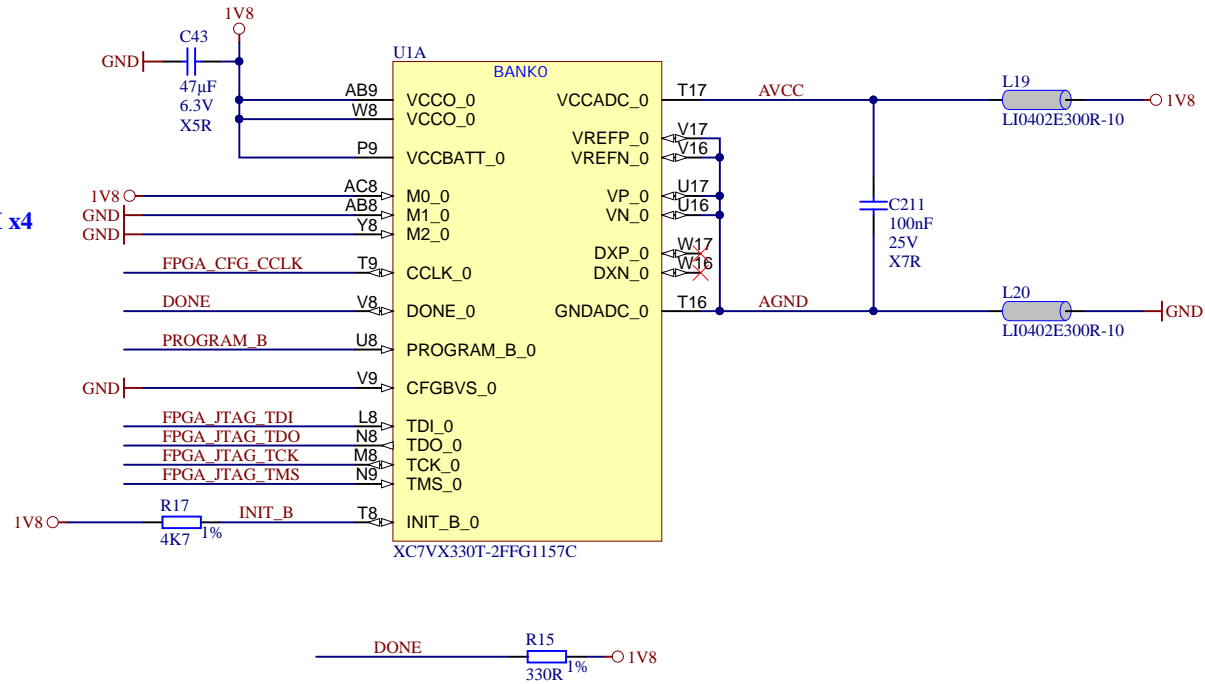 1V8
C43
GND
47µF
6.3V
X5R
U1A
BANK0
AB9 VCCO_0
W8 VCCO_0
P9 VCCBATT_0
1V8 AC8 M0_0
GND AB8 M1_0
GND Y8 M2_0
x4
FPGA_CFG_CCLK T9 CCLK_0
DONE V8 DONE_0
PROGRAM_B U8 PROGRAM_B_0
GND V9 CFGBVS_0
FPGA_JTAG_TDI L8 TDI_0
FPGA_JTAG_TDO N8 TDO_0
FPGA_JTAG_TCK M8 TCK_0
FPGA_JTAG_TMS N9 TMS_0
R17
1V8 INIT_B T8 INIT_B_0
4K7 1%
XC7VX330T-2FFG1157C
VCCADC_0 T17 AVCC
VREFP_0 V17
VREFN_0 V16
VP_0 U17
VN_0 U16
DXP_0 W17
DXN_0 W16
GNDADC_0 T16 AGND
L19
1V8
LI0402E300R-10
C211
100nF
25V
X7R
L20
GND
LI0402E300R-10
DONE
R15
330R 1%
1V8